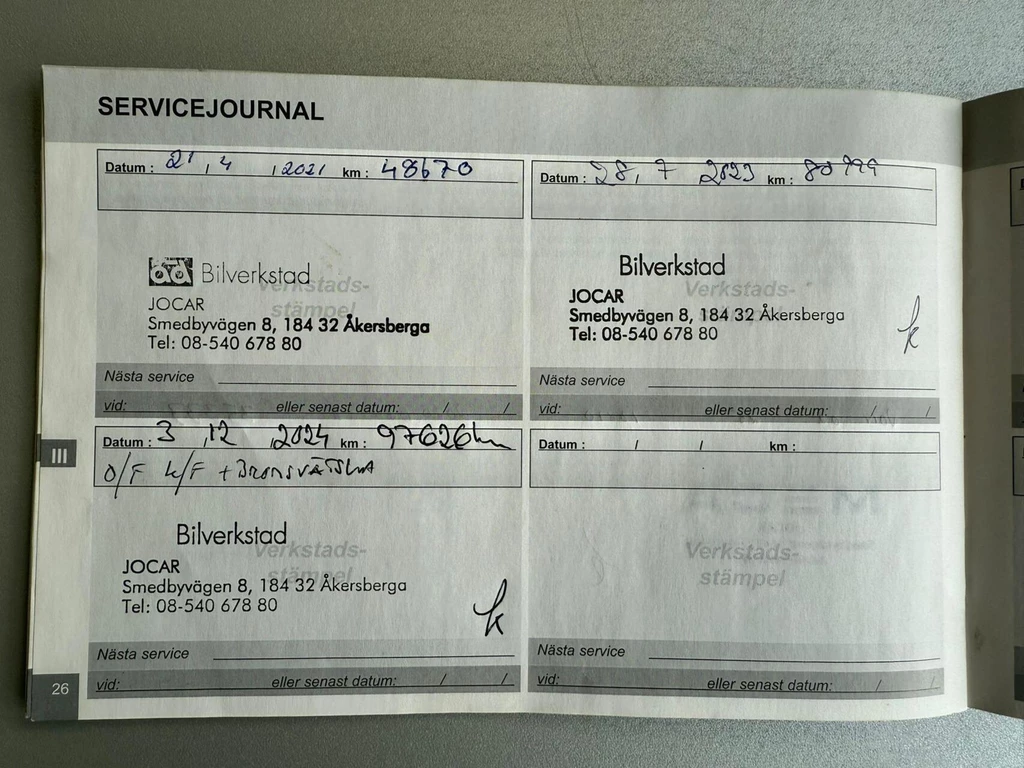 SERVICEJOURNAL
Datum : 21 , 4 , 2021 km : 48670
Bilverkstad
Verkstads-
stämpel
JOCAR
Smedbyvägen 8, 184 32 Åkersberga
Tel: 08-540 678 80
Nästa service
vid: eller senast datum: / /
Datum : 28, 7 2023 km :
Bilverkstad
Verkstads-
JOCAR
Smedbyvägen 8, 184 32 Åkersberga
Tel: 08-540 678 80
k
Nästa service
vid: eller senast datum: / /
Datum : 3 ,12 ,2024 km : 97626km
O/F K/F + BROMSVÄTSKA
Bilverkstad
Verkstads-
stämpel
JOCAR
Smedbyvägen 8, 184 32 Åkersberga
Tel: 08-540 678 80
k
Nästa service
vid: eller senast datum: / /
Datum : / / km :
Verkstads-
stämpel
Nästa service
vid: eller senast datum: / /
III
26